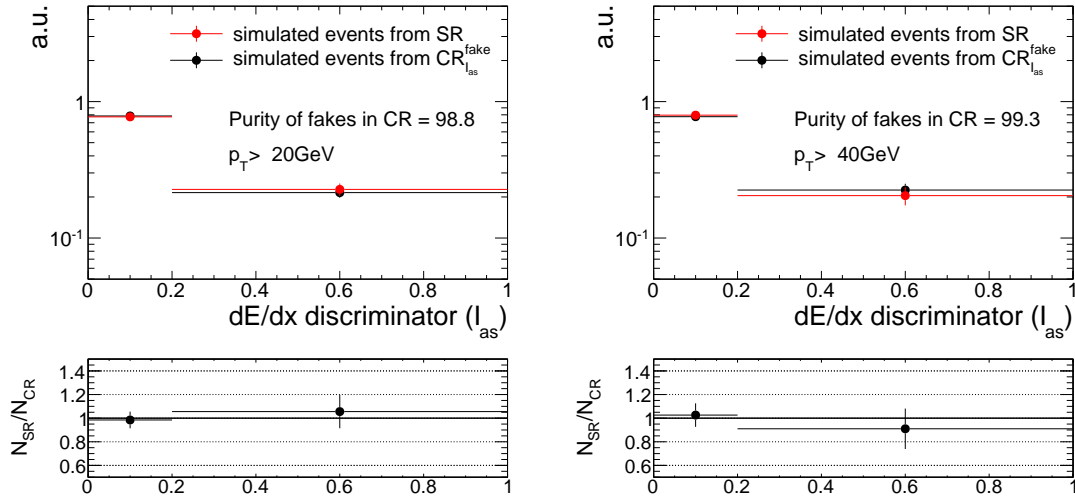 a.u.
simulated events from SR
simulated events from CR^fake_I_as
1
Purity of fakes in CR = 98.8
p_T > 20GeV
10^-1
0 0.2 0.4 0.6 0.8 1
dE/dx discriminator (I_as)
N_SR/N_CR
1.4
1.2
1
0.8
0.6
0 0.2 0.4 0.6 0.8 1
a.u.
simulated events from SR
simulated events from CR^fake_I_as
1
Purity of fakes in CR = 99.3
p_T > 40GeV
10^-1
0 0.2 0.4 0.6 0.8 1
dE/dx discriminator (I_as)
N_SR/N_CR
1.4
1.2
1
0.8
0.6
0 0.2 0.4 0.6 0.8 1